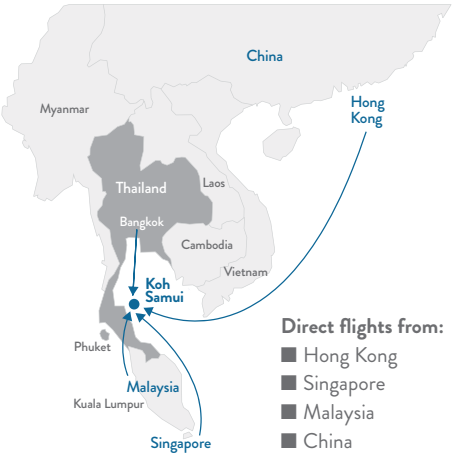 China
Hong
Kong
Myanmar
Thailand
Laos
Bangkok
Cambodia
Vietnam
Koh
Samui
Phuket
Malaysia
Kuala Lumpur
Singapore
Direct flights from:
Hong Kong
Singapore
Malaysia
China